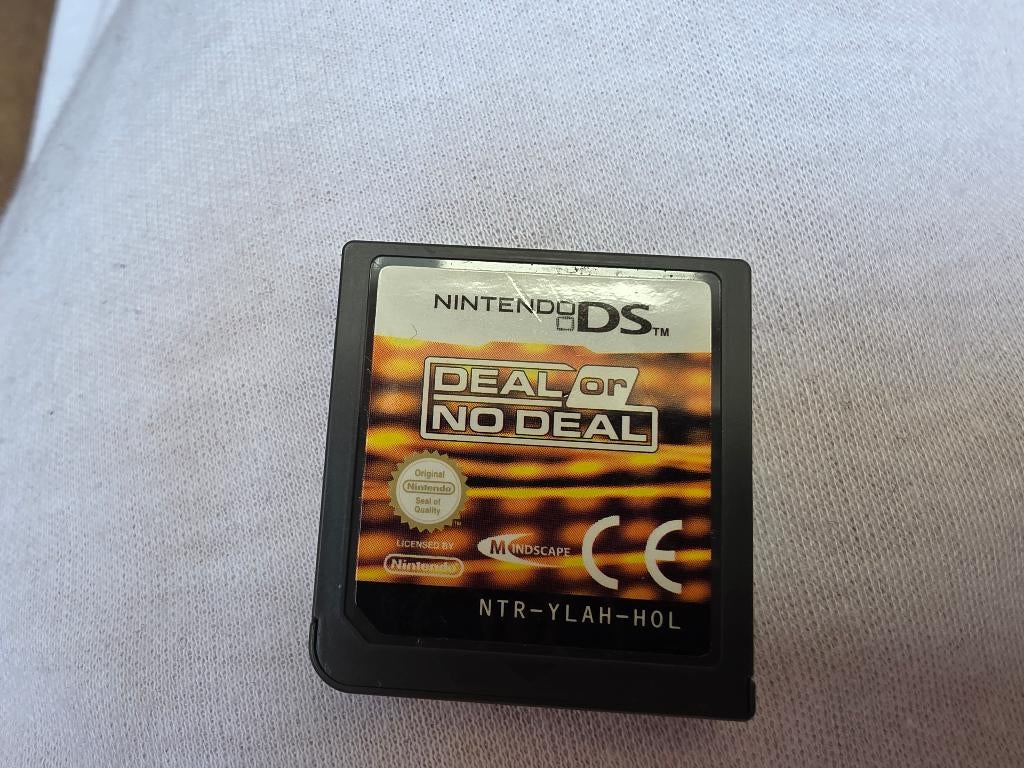 NINTENDO DS™
DEAL or
NO DEAL
Original
Nintendo
Seal of
Quality
™
LICENSED BY
Nintendo
MINDSCAPE
CE
NTR-YLAH-HOL